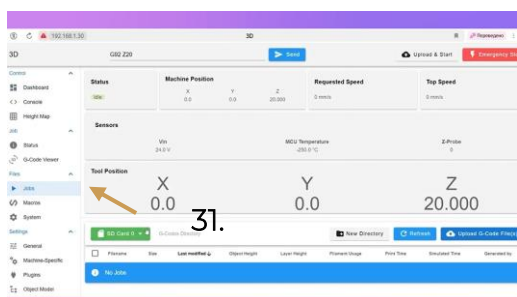 192.168.1.30
3D
3D
G92 Z20
Send
Upload & Start
Emergency Sto
Control
Dashboard
Console
Height Map
Job
Status
G-Code Viewer
Files
Jobs
Macros
System
Settings
General
Machine-Specific
Plugins
Object Model
Status
Idle
Machine Position
X Y Z
0.0 0.0 20.000
Requested Speed
0 mm/s
Top Speed
0 mm/s
Sensors
Vin
24.0 V
MCU Temperature
Z-Probe
0
Tool Position
X Y Z
0.0 0.0 20.000
31.
SD Card 0
G-Codes Directory
New Directory
Refresh
Upload G-Code File(s)
Filename Size Last modified Object Height Layer Height Filament Usage Print Time Simulated Time Generated by
No Jobs